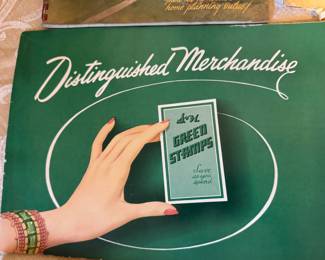 home planning value!
Distinguished Merchandise
GREEN
STAMPS
Save
as you
spend